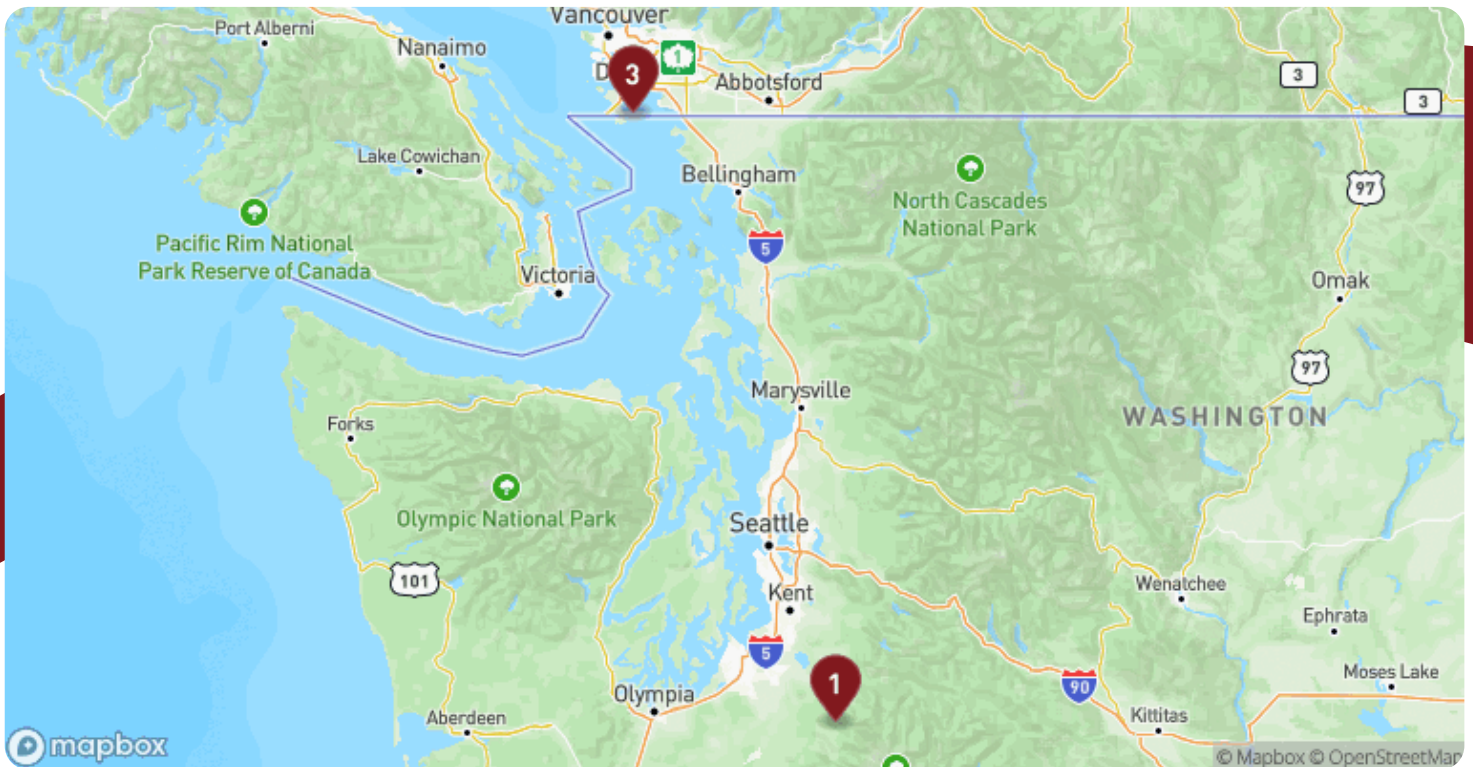 Vancouver
Port Alberni
Nanaimo
D
3
1
Abbotsford
3
3
Lake Cowichan
Bellingham
97
North Cascades
National Park
5
Pacific Rim National
Park Reserve of Canada
Victoria
Omak
97
Marysville
WASHINGTON
Forks
Olympic National Park
Seattle
101
Kent
Wenatchee
Ephrata
5
Moses Lake
1
90
Olympia
Aberdeen
Kittitas
mapbox
© Mapbox © OpenStreetMap